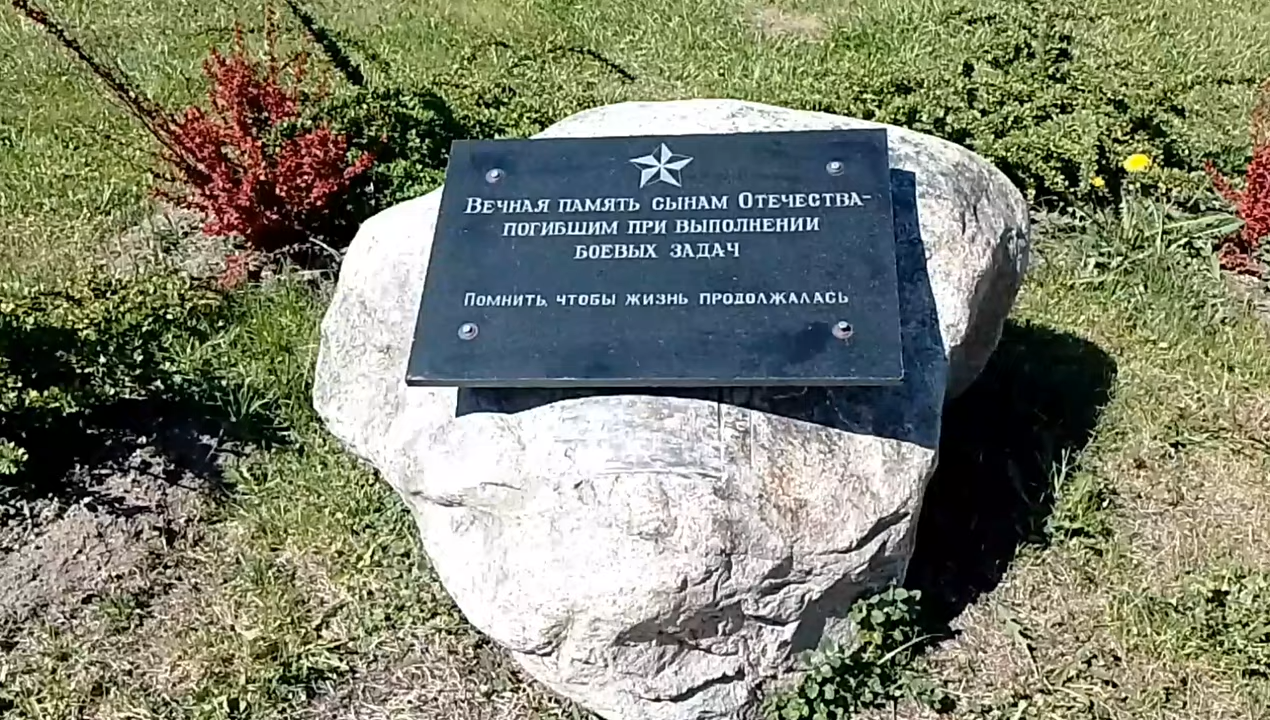 Вечная память сынам Отечества-
погибшим при выполнении
боевых задач
Помнить, чтобы жизнь продолжалась